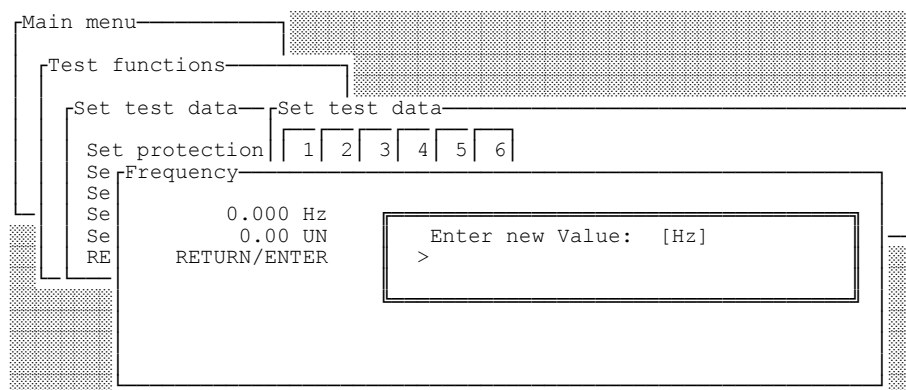 Main menu
Test functions
Set test data Set test data
Set protection 1 2 3 4 5 6
Se Frequency
Se
Se 0.000 Hz
Se 0.00 UN Enter new Value: [Hz]
RE RETURN/ENTER >